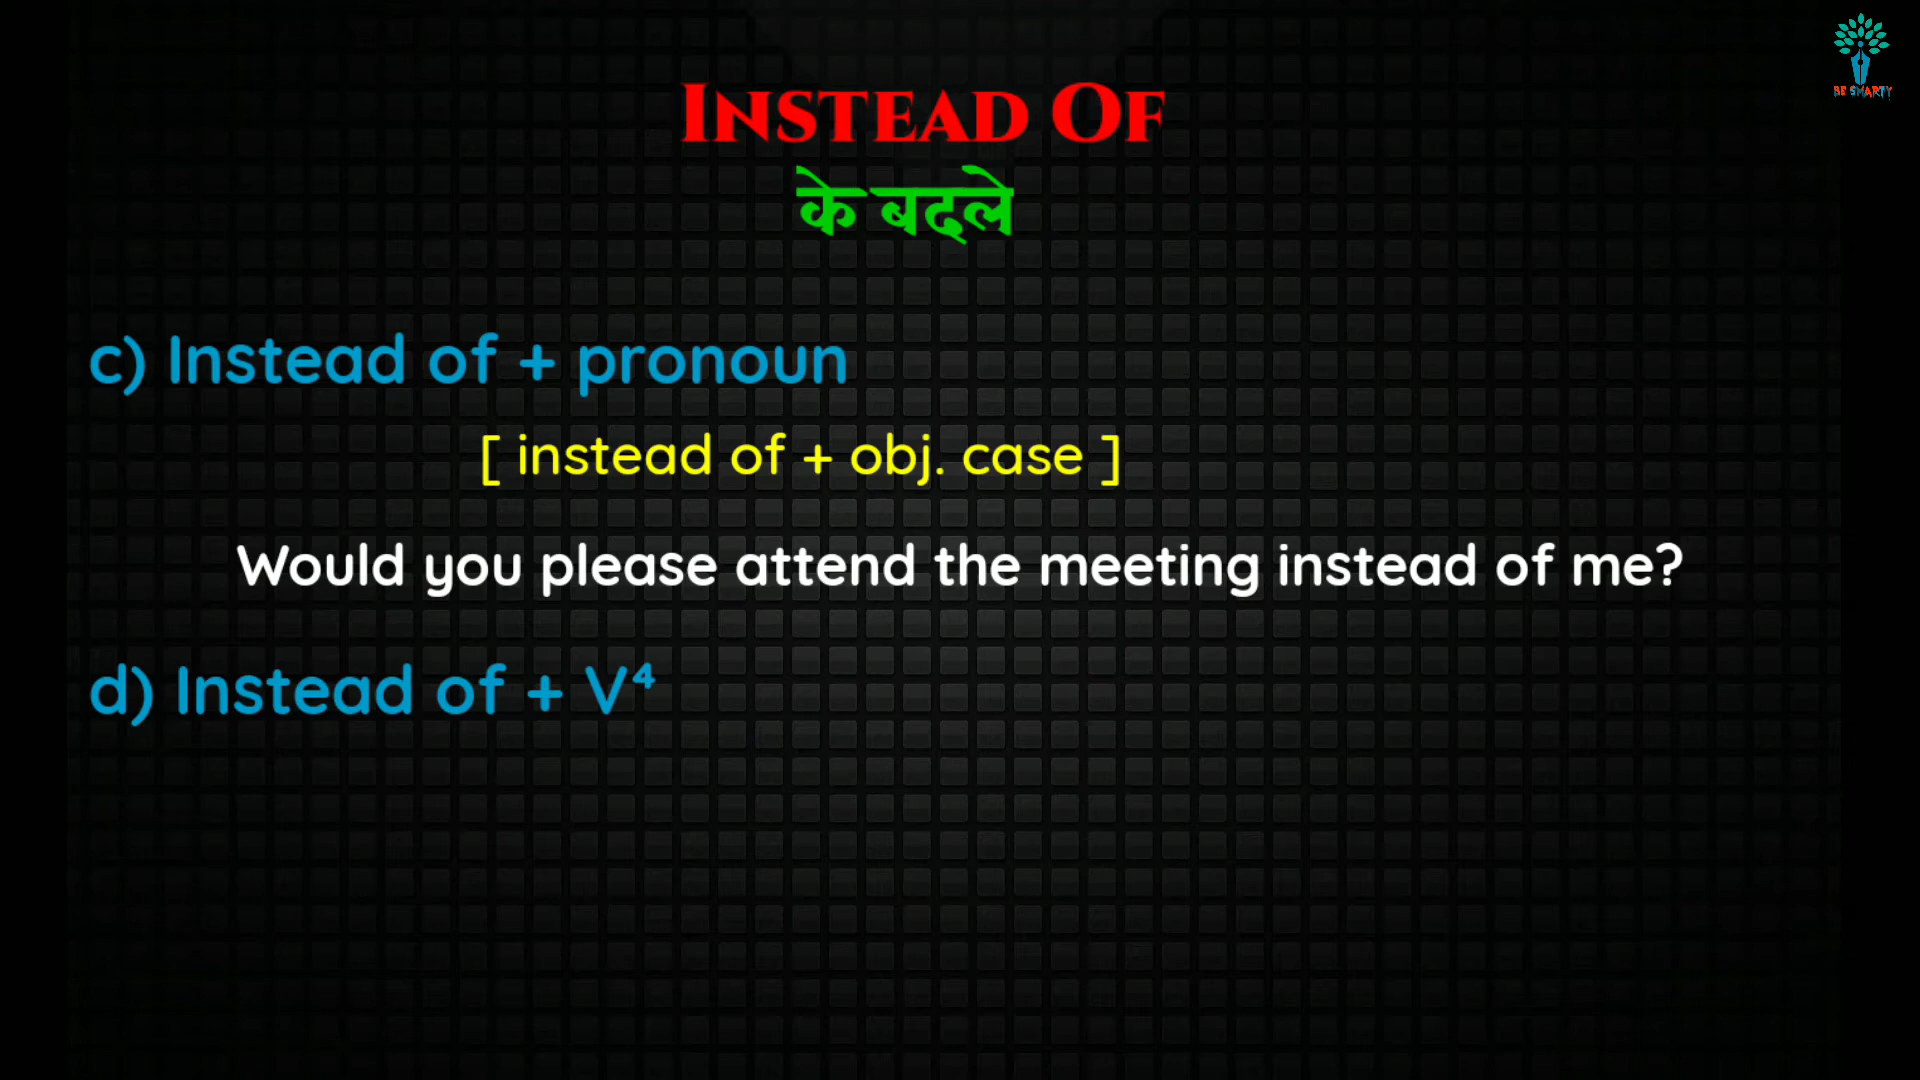 BE SMARTY
INSTEAD OF
के बदले
c) Instead of + pronoun
[ instead of + obj. case ]
Would you please attend the meeting instead of me?
d) Instead of + V⁴